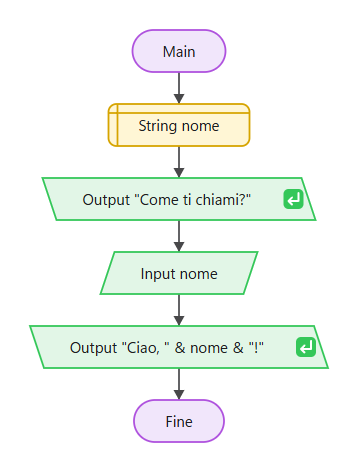 Main
String nome
Output "Come ti chiami?"
Input nome
Output "Ciao, " & nome & "!"
Fine